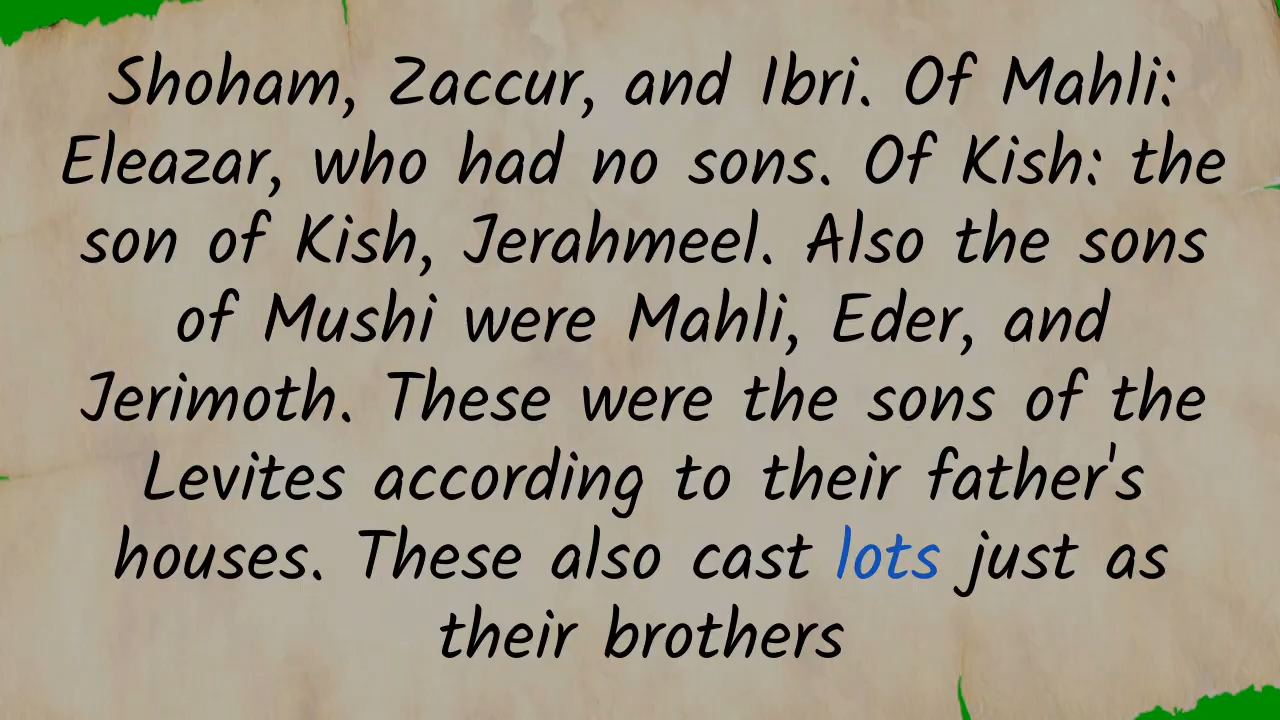 Shoham, Zaccur, and Ibri. Of Mahli:
Eleazar, who had no sons. Of Kish: the
son of Kish, Jerahmeel. Also the sons
of Mushi were Mahli, Eder, and
Jerimoth. These were the sons of the
Levites according to their father's
houses. These also cast lots just as
their brothers